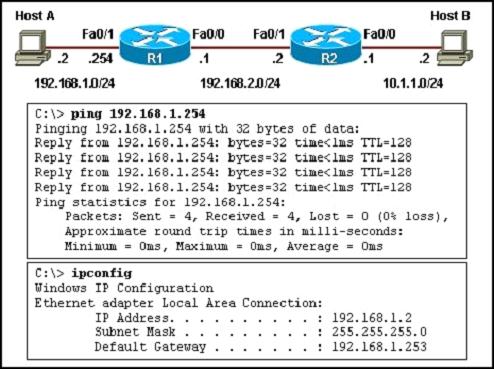 Host A Fa0/1 Fa0/0 Fa0/1 Fa0/0 Host B
.2 .254 R1 .1 .2 R2 .1 .2
192.168.1.0/24 192.168.2.0/24 10.1.1.0/24
C:\> ping 192.168.1.254
Pinging 192.168.1.254 with 32 bytes of data:
Reply from 192.168.1.254: bytes=32 time<1ms TTL=128
Reply from 192.168.1.254: bytes=32 time<1ms TTL=128
Reply from 192.168.1.254: bytes=32 time<1ms TTL=128
Reply from 192.168.1.254: bytes=32 time<1ms TTL=128
Ping statistics for 192.168.1.254:
Packets: Sent = 4, Received = 4, Lost = 0 (0% loss),
Approximate round trip times in milli-seconds:
Minimum = 0ms, Maximum = 0ms, Average = 0ms
C:\> ipconfig
Windows IP Configuration
Ethernet adapter Local Area Connection:
IP Address. . . . . . . . . . . : 192.168.1.2
Subnet Mask . . . . . . . . . . : 255.255.255.0
Default Gateway . . . . . . . . : 192.168.1.253